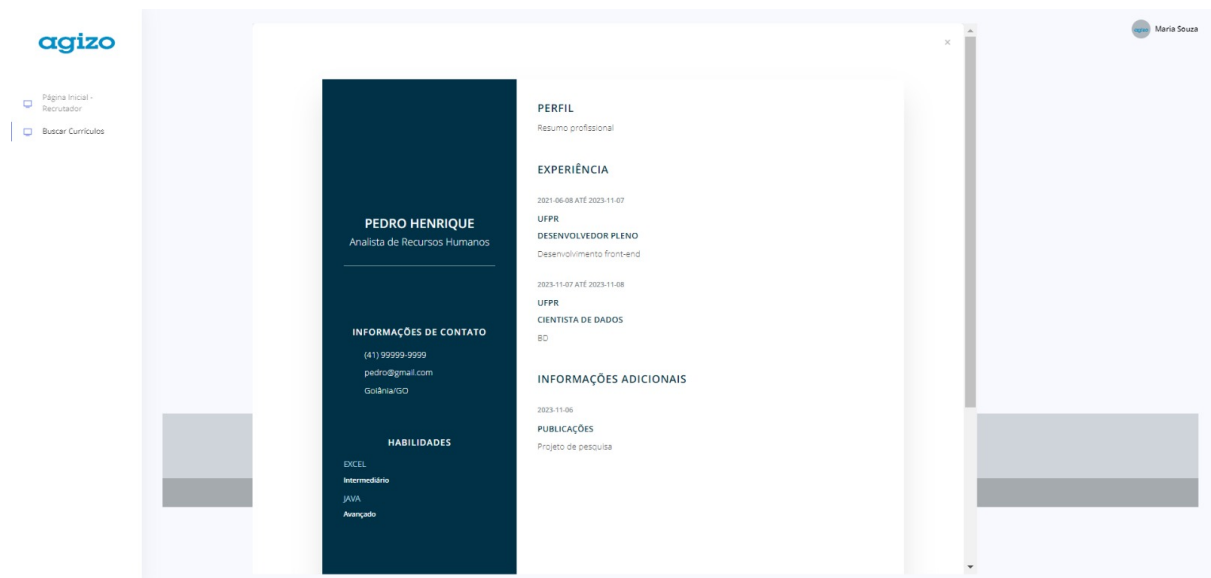 agizo
Página Inicial -
Recrutador
Buscar Currículos
Maria Souza
×
PEDRO HENRIQUE
Analista de Recursos Humanos
INFORMAÇÕES DE CONTATO
(41) 99999-9999
pedro@gmail.com
Goiânia/GO
HABILIDADES
EXCEL
Intermediário
JAVA
Avançado
PERFIL
Resumo profissional
EXPERIÊNCIA
2021-06-08 ATÉ 2023-11-07
UFPR
DESENVOLVEDOR PLENO
Desenvolvimento front-end
2023-11-07 ATÉ 2023-11-08
UFPR
CIENTISTA DE DADOS
BD
INFORMAÇÕES ADICIONAIS
2023-11-06
PUBLICAÇÕES
Projeto de pesquisa